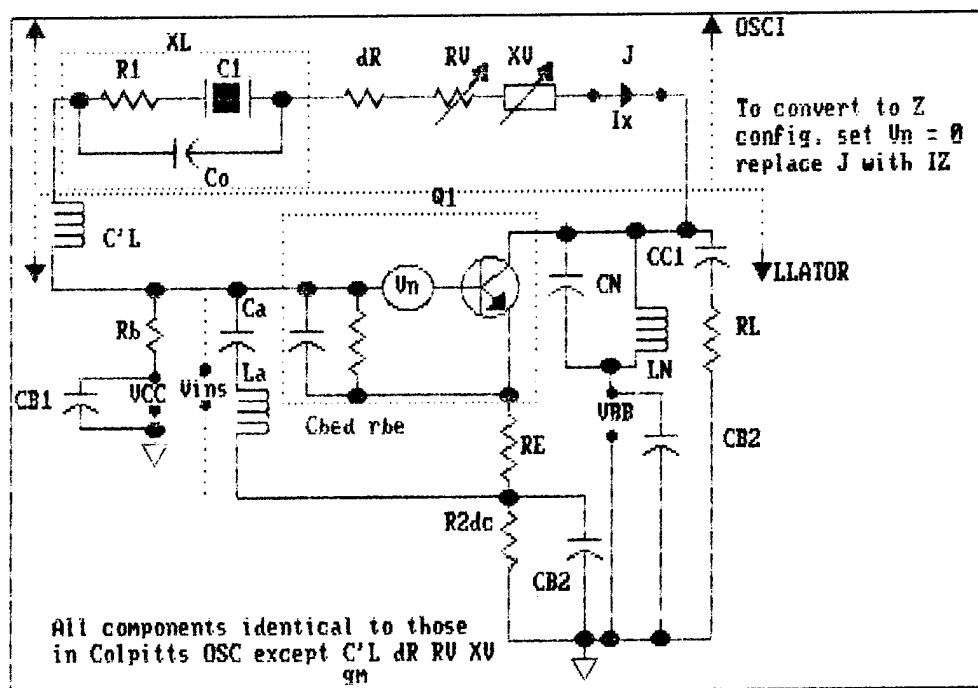 OSCI
XL
R1
C1
dR
RV
XV
J
Ix
Co
To convert to Z
config. set Vn = 0
replace J with IZ
Q1
C'L
Vn
CN
CC1
LLATOR
Rb
Ca
La
LN
RL
CB1
VCC
Vins
VBB
Cbed rbe
RE
CB2
R2dc
CB2
All components identical to those
in Colpitts OSC except C'L dR RV XV
gm